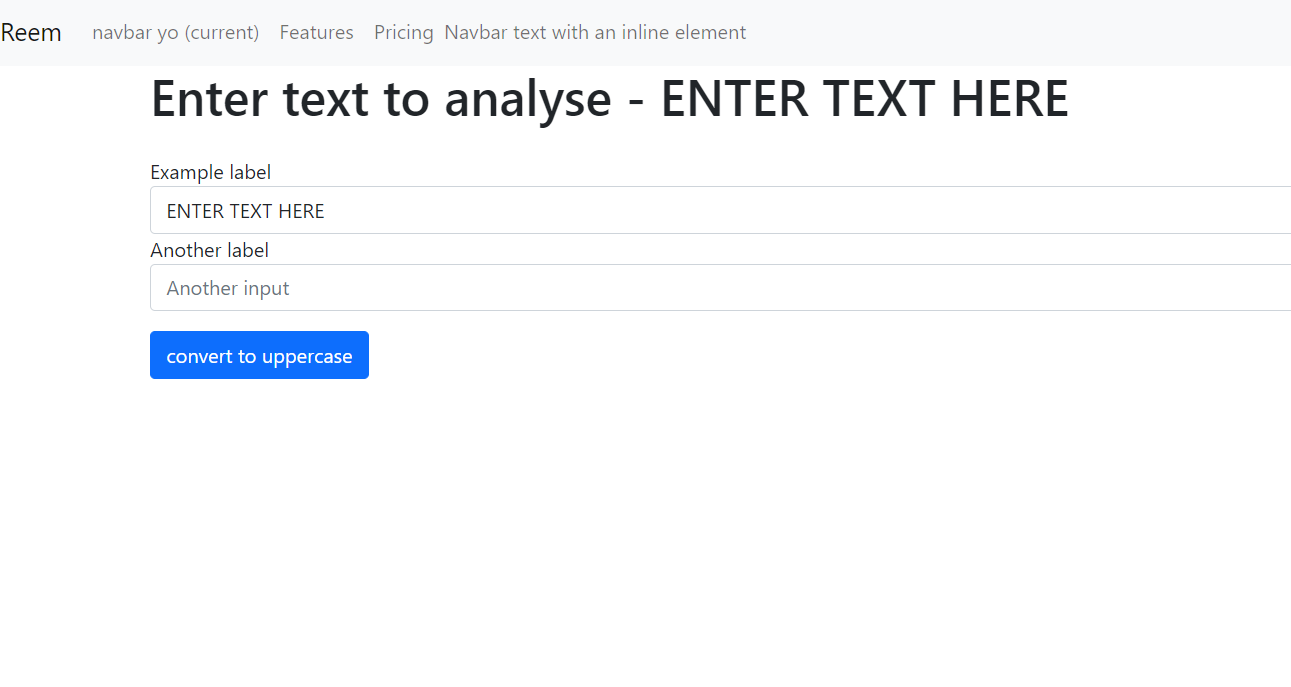 Reem navbar yo (current) Features Pricing Navbar text with an inline element
Enter text to analyse - ENTER TEXT HERE
Example label
ENTER TEXT HERE
Another label
Another input
convert to uppercase